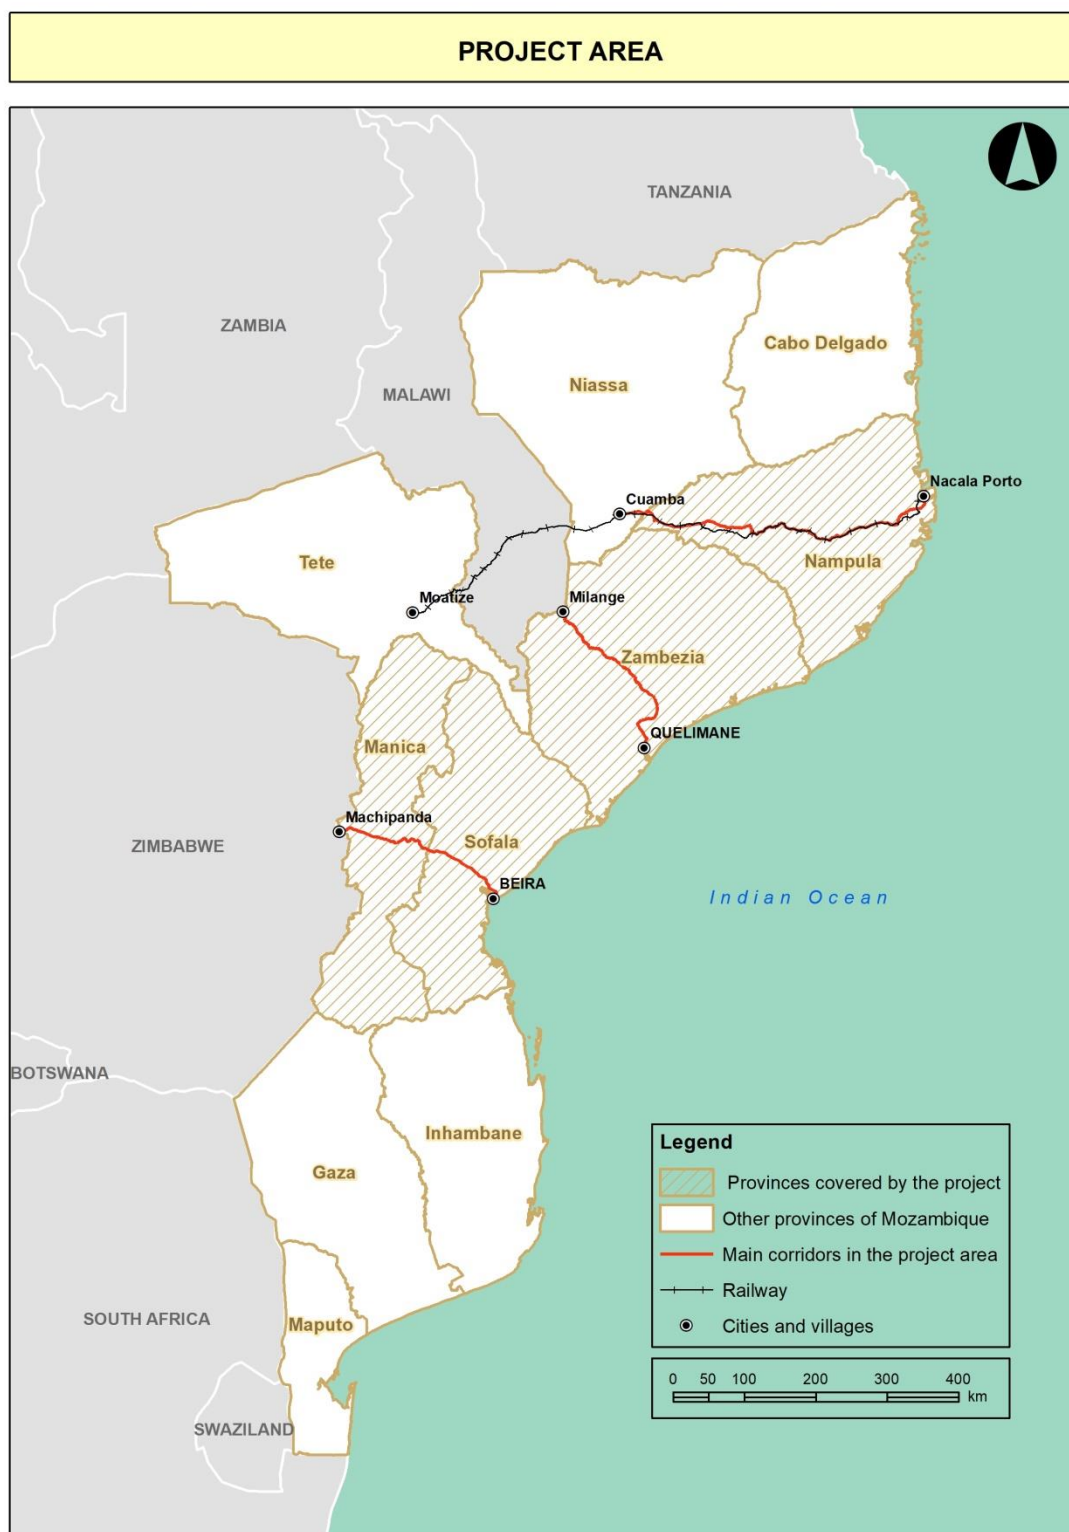 PROJECT AREA
TANZANIA
ZAMBIA
Cabo Delgado
Niassa
MALAWI
Nacala Porto
Cuamba
Tete
Nampula
Moatize
Milange
Zambezia
QUELIMANE
Manica
Machipanda
Sofala
ZIMBABWE
BEIRA
Indian Ocean
BOTSWANA
Inhambane
Gaza
SOUTH AFRICA
Maputo
SWAZILAND
Legend
Provinces covered by the project
Other provinces of Mozambique
Main corridors in the project area
Railway
Cities and villages
0 50 100 200 300 400
km